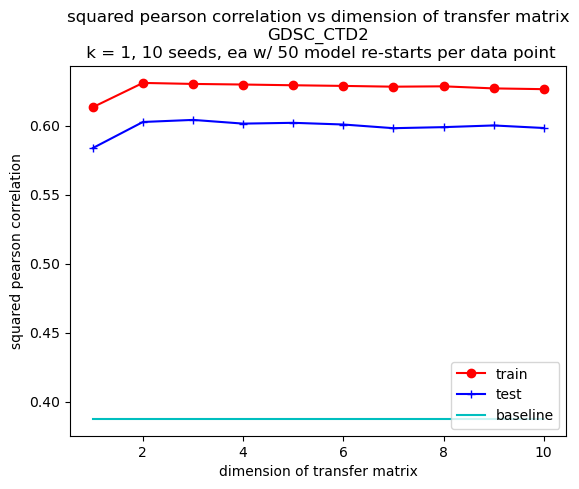 squared pearson correlation vs dimension of transfer matrix
GDSC_CTD2
k = 1, 10 seeds, ea w/ 50 model re-starts per data point
squared pearson correlation
0.60
0.55
0.50
0.45
0.40
train
test
baseline
2
4
6
8
10
dimension of transfer matrix